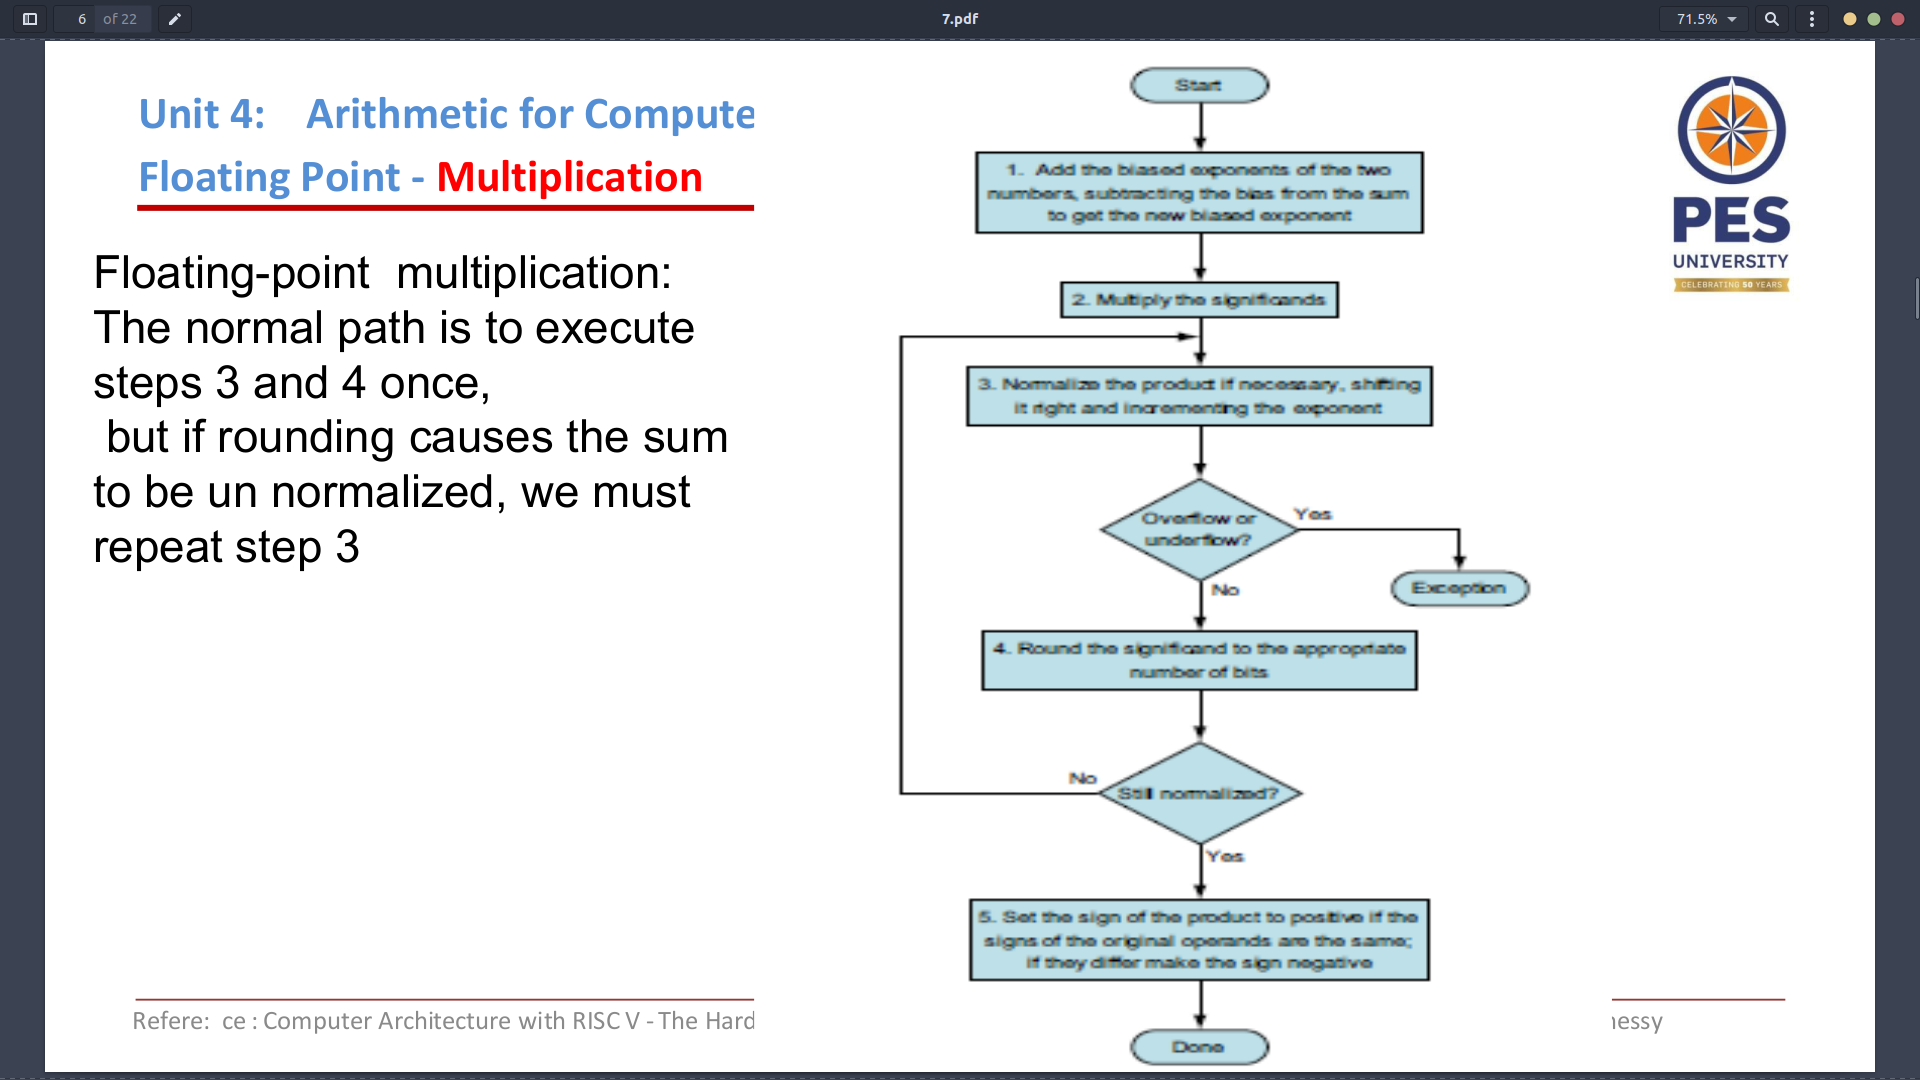 6 of 22
7.pdf
71.5%
Unit 4: Arithmetic for Compute
Floating Point - Multiplication
Floating-point multiplication:
The normal path is to execute
steps 3 and 4 once,
but if rounding causes the sum
to be un normalized, we must
repeat step 3
Start
1. Add the biased exponents of the two
numbers, subtracting the bias from the sum
to get the new biased exponent
2. Multiply the significands
3. Normalize the product if necessary, shifting
it right and incrementing the exponent
Overflow or
underflow?
Yes
Exception
No
4. Round the significand to the appropriate
number of bits
No
Still normalized?
Yes
5. Set the sign of the product to positive if the
signs of the original operands are the same;
if they differ make the sign negative
Done
PES
UNIVERSITY
CELEBRATING 50 YEARS
Refere: ce : Computer Architecture with RISC V - The Hard
nessy